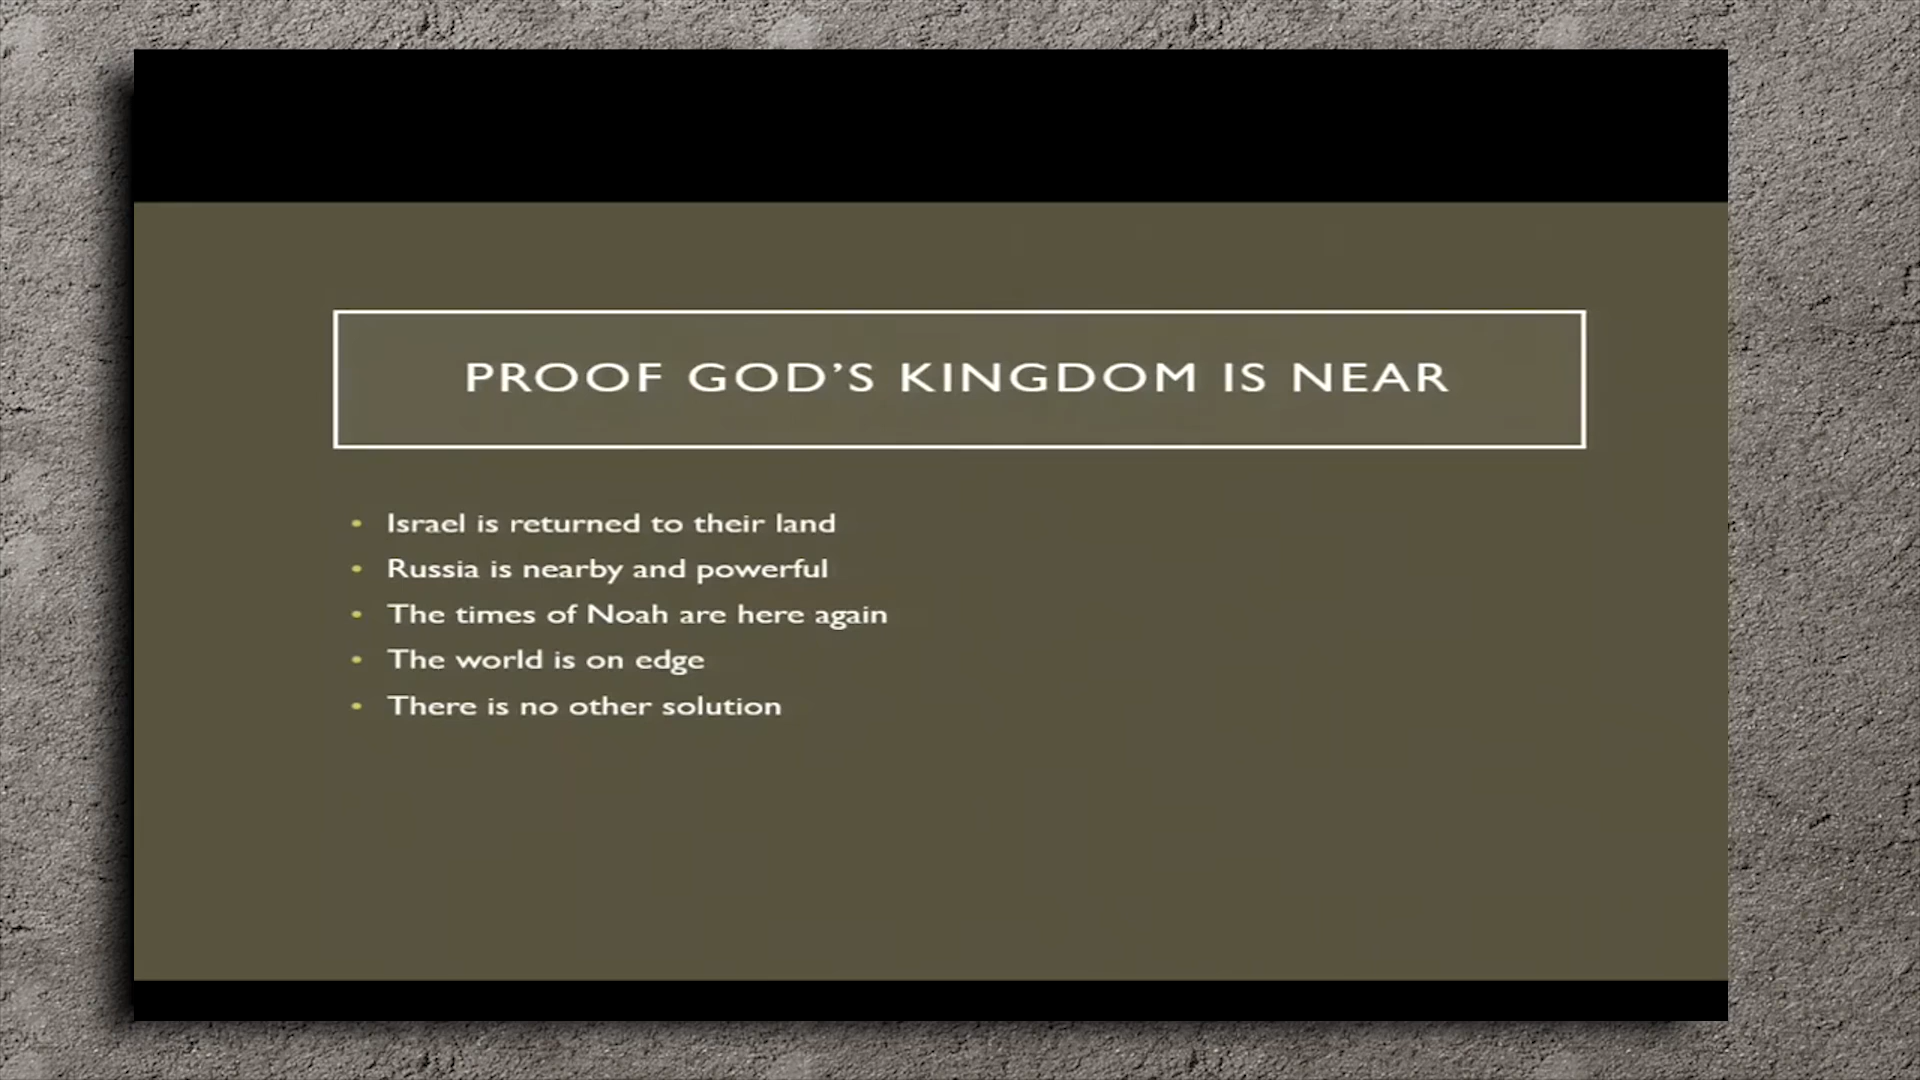 PROOF GOD’S KINGDOM IS NEAR
• Israel is returned to their land
• Russia is nearby and powerful
• The times of Noah are here again
• The world is on edge
• There is no other solution